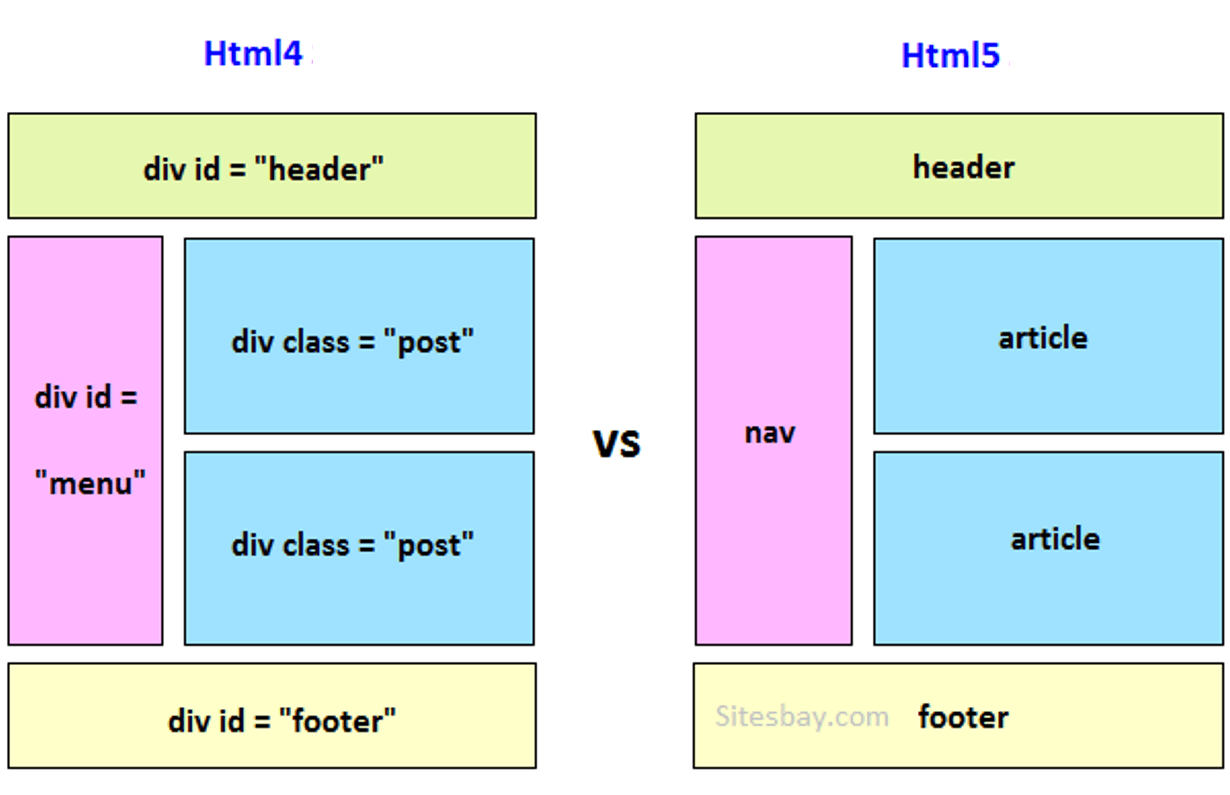 Html4
Html5
div id = "header"
header
div id =
"menu"
div class = "post"
div class = "post"
vs
nav
article
article
div id = "footer"
Sitesbay.com footer